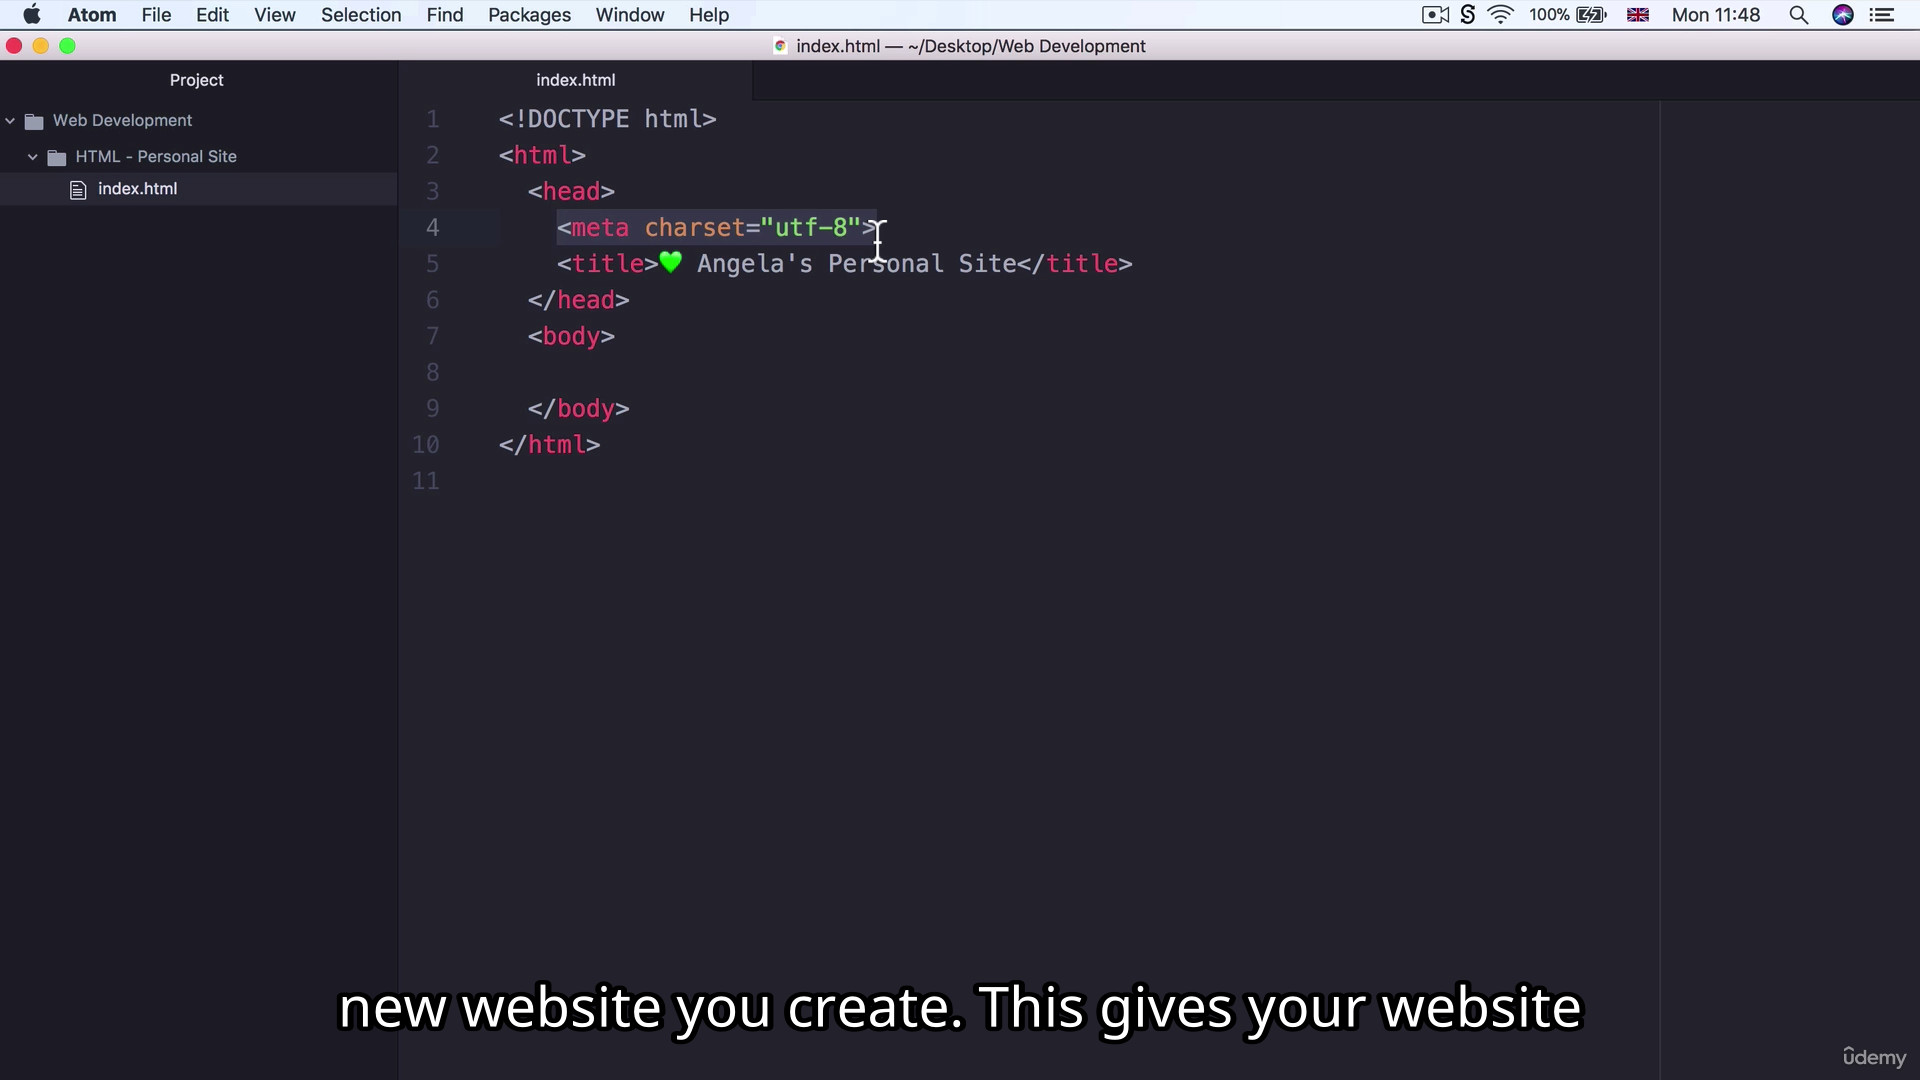 Atom File Edit View Selection Find Packages Window Help 100% Mon 11:48
index.html — ~/Desktop/Web Development
Project
index.html
Web Development
HTML - Personal Site
index.html
1 <!DOCTYPE html>
2 <html>
3 <head>
4 <meta charset="utf-8">
5 <title>💚 Angela's Personal Site</title>
6 </head>
7 <body>
8
9 </body>
10 </html>
11
new website you create. This gives your website
ûdemy